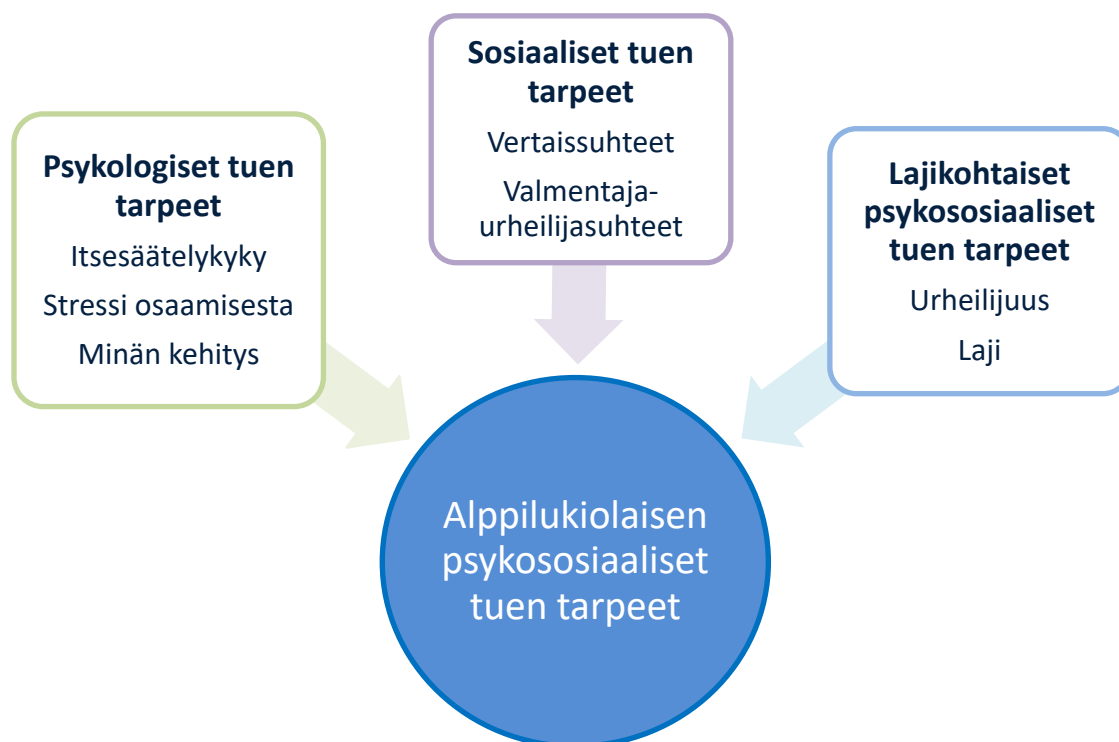 Psykologiset tuen
tarpeet
Itsesäätelykyky
Stressi osaamisesta
Minän kehitys
Sosiaaliset tuen
tarpeet
Vertaissuhteet
Valmentaja-
urheilijasuhteet
Lajikohtaiset
psykososiaaliset
tuen tarpeet
Urheilijuus
Laji
Alppilukiolaisen
psykososiaaliset
tuen tarpeet